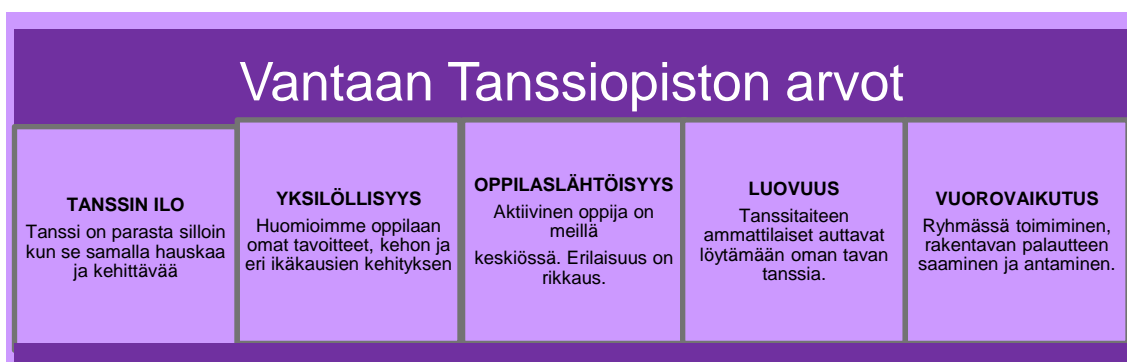 Vantaan Tanssiopiston arvot
TANSSIN ILO
Tanssi on parasta silloin
kun se samalla hauskaa
ja kehittävää
YKSILÖLLISYYS
Huomioimme oppilaan
omat tavoitteet, kehon ja
eri ikäkausien kehityksen
OPPILASLÄHTÖISYYS
Aktiivinen oppija on
meillä
keskiössä. Erilaisuus on
rikkaus.
LUOVUUS
Tanssitaiteen
ammattilaiset auttavat
löytämään oman tavan
tanssia.
VUOROVAIKUTUS
Ryhmässä toimiminen,
rakentavan palautteen
saaminen ja antaminen.